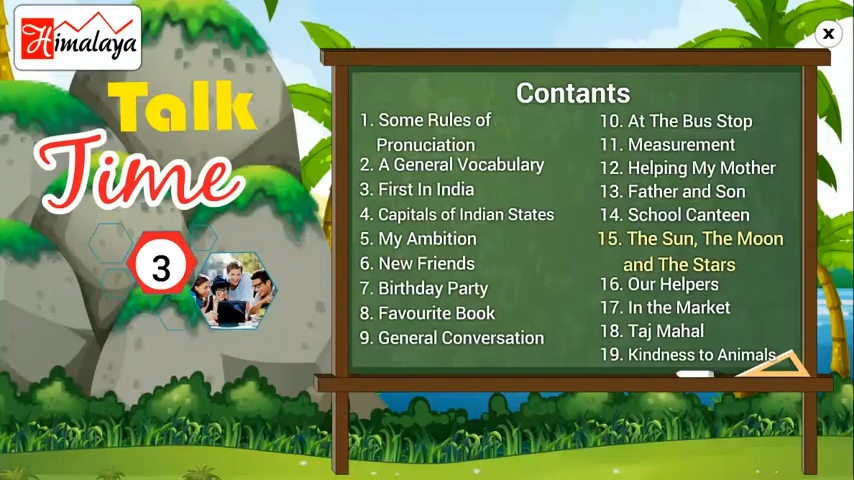 Himalaya
Talk
Time
3
X
Contants
1. Some Rules of
Pronuciation
2. A General Vocabulary
3. First In India
4. Capitals of Indian States
5. My Ambition
6. New Friends
7. Birthday Party
8. Favourite Book
9. General Conversation
10. At The Bus Stop
11. Measurement
12. Helping My Mother
13. Father and Son
14. School Canteen
15. The Sun, The Moon
and The Stars
16. Our Helpers
17. In the Market
18. Taj Mahal
19. Kindness to Animals